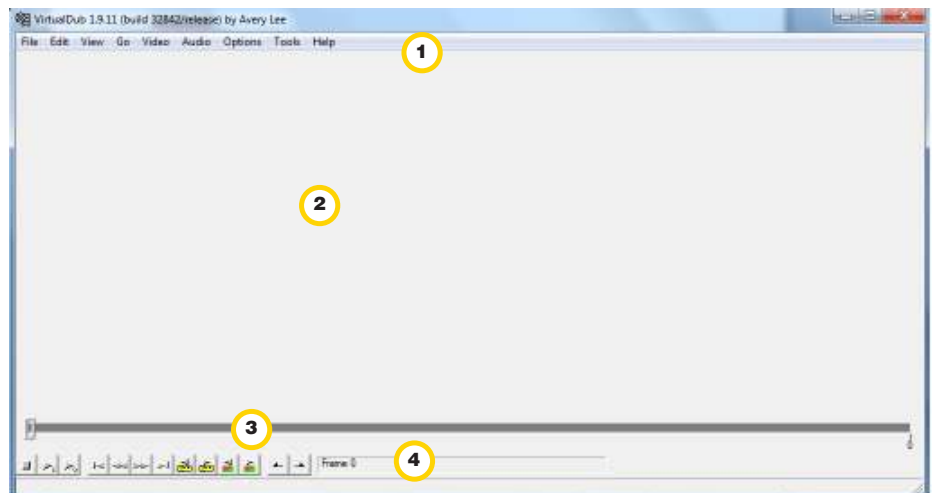 VirtualDub 1.9.11 (build 32842/release) by Avery Lee
File Edit View Go Video Audio Options Tools Help
1
2
3
4
Frame 0